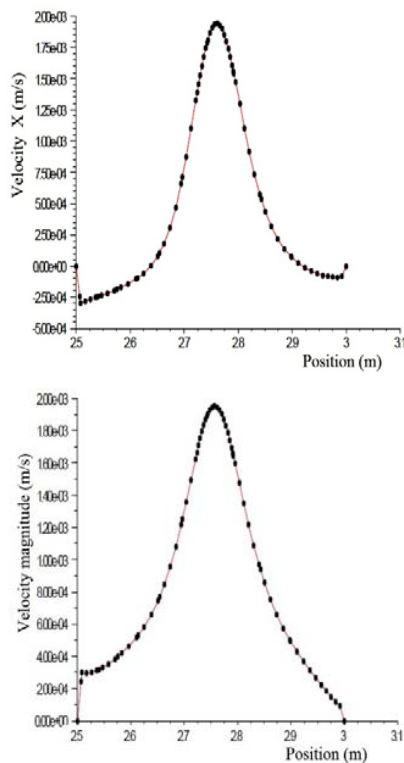 2.00e-03
1.75e-03
1.50e-03
1.25e-03
1.00e-03
7.50e-04
5.00e-04
2.50e-04
0.00e+00
-2.50e-04
-5.00e-04
Velocity X (m/s)
25 26 27 28 29 3 31
Position (m)
2.00e-03
1.80e-03
1.60e-03
1.40e-03
1.20e-03
1.00e-03
8.00e-04
6.00e-04
4.00e-04
2.00e-04
0.00e+00
Velocity magnitude (m/s)
25 26 27 28 29 3 31
Position (m)